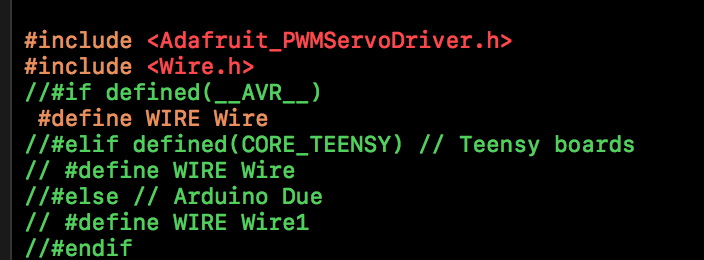 #include <Adafruit_PWMServoDriver.h>
#include <Wire.h>
//#if defined(__AVR__)
 #define WIRE Wire
//#elif defined(CORE_TEENSY) // Teensy boards
// #define WIRE Wire
//#else // Arduino Due
// #define WIRE Wire1
//#endif